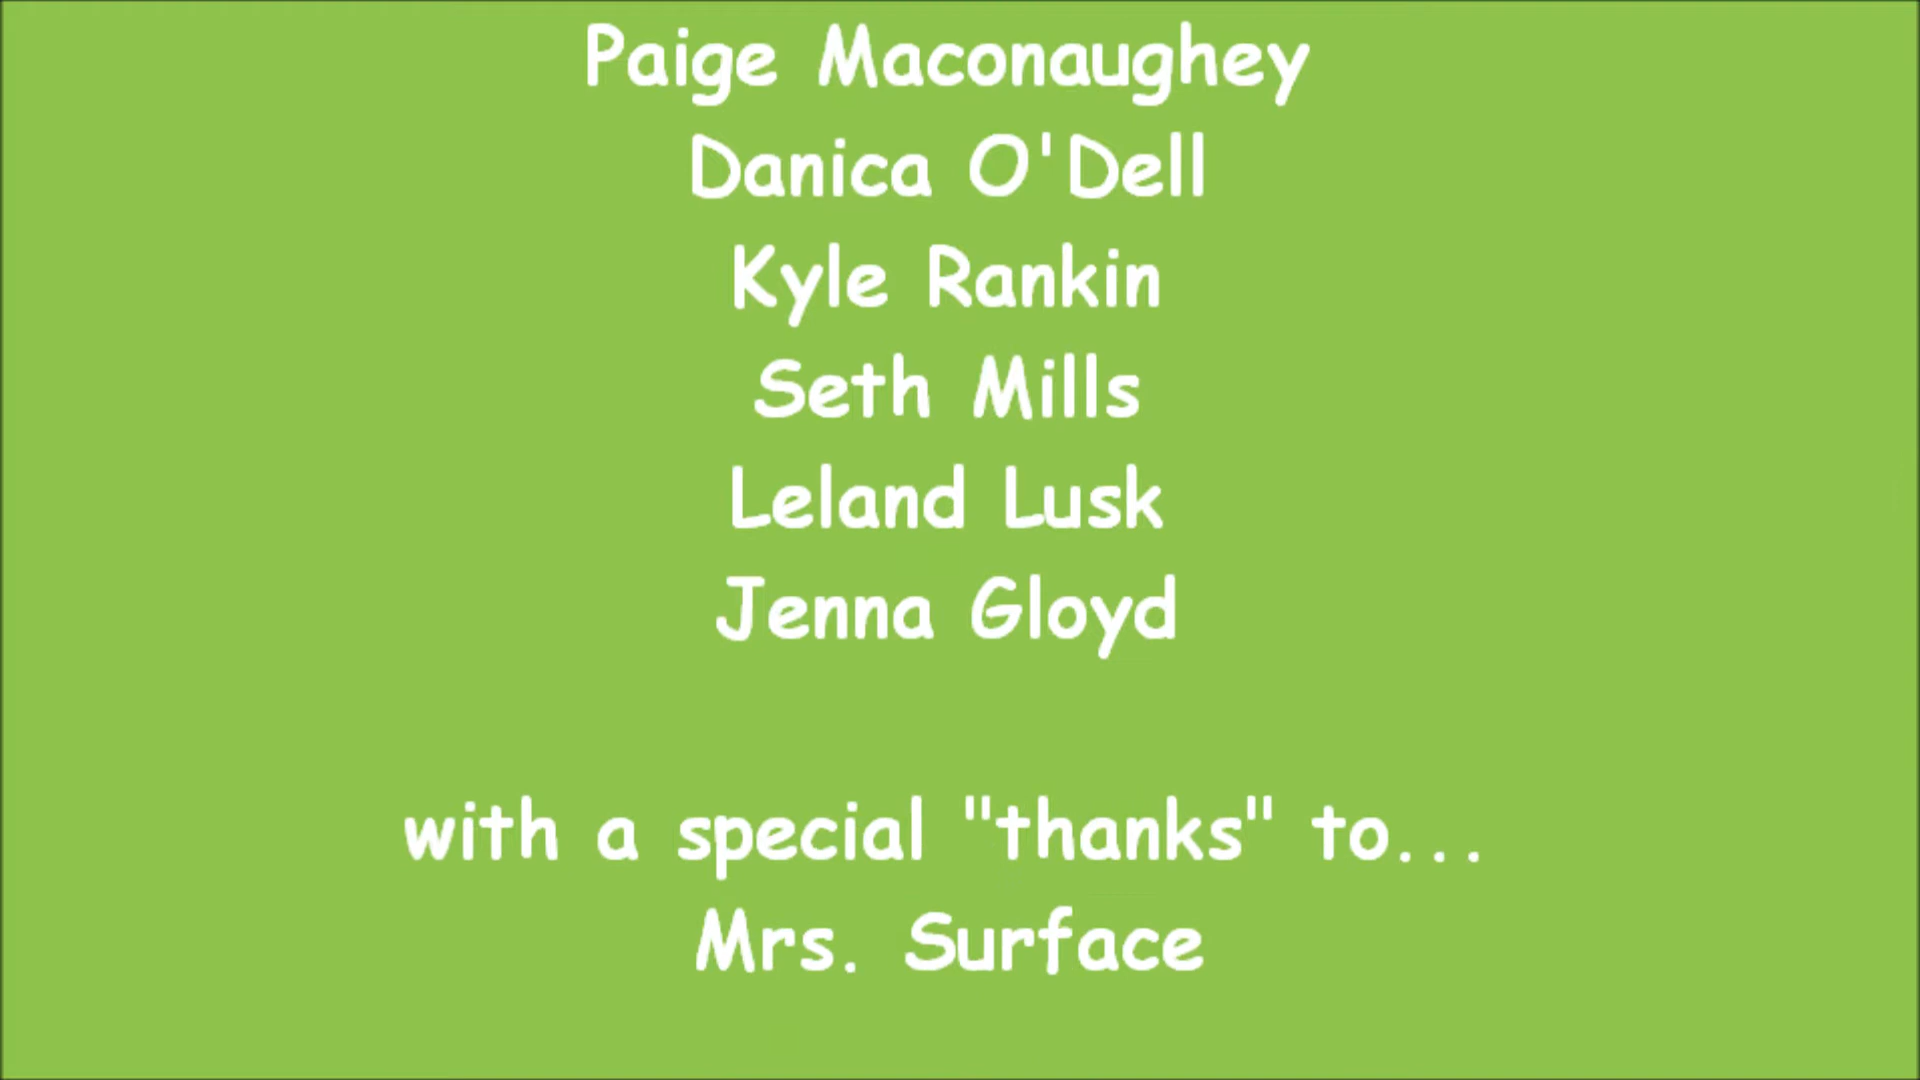 Paige Maconaughey
Danica O'Dell
Kyle Rankin
Seth Mills
Leland Lusk
Jenna Gloyd
with a special "thanks" to...
Mrs. Surface